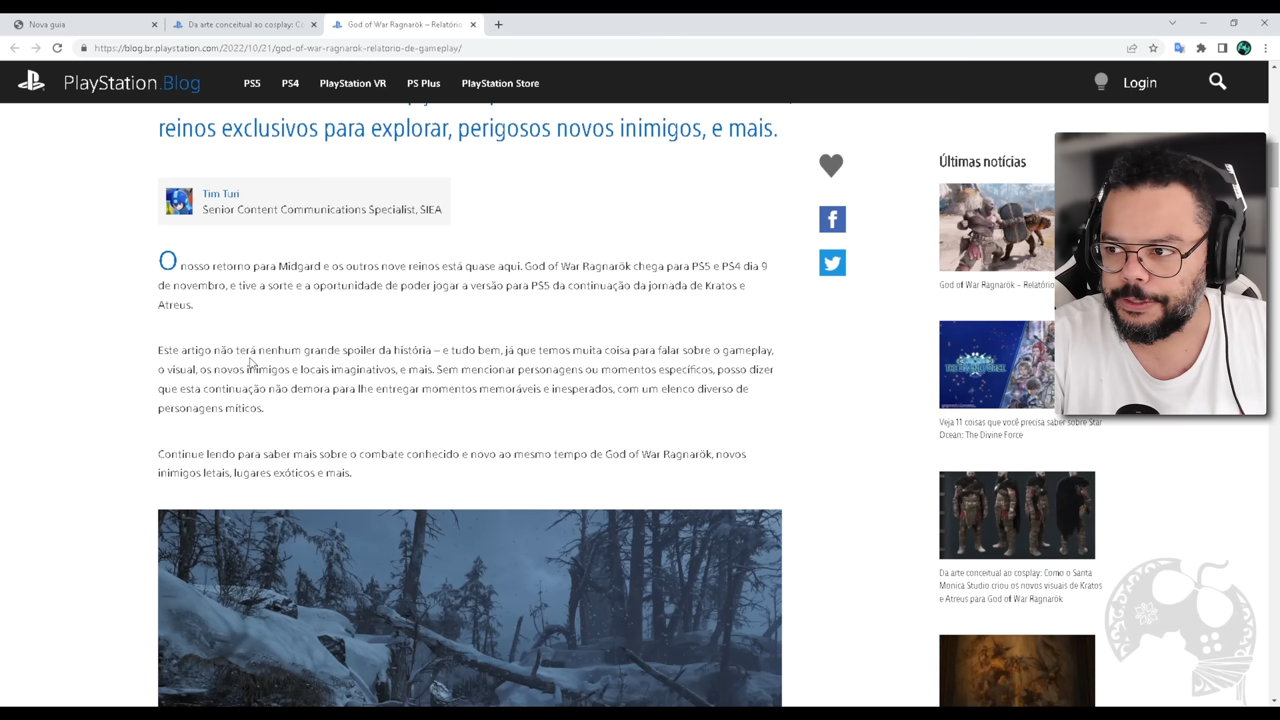 Nova guia
Da arte conceitual ao cosplay: Co
God of War Ragnarök – Relatório
https://blog.br.playstation.com/2022/10/21/god-of-war-ragnarok-relatorio-de-gameplay/
PlayStation.Blog
PS5
PS4
PlayStation VR
PS Plus
PlayStation Store
Login
reinos exclusivos para explorar, perigosos novos inimigos, e mais.
Tim Turi
Senior Content Communications Specialist, SIEA
O nosso retorno para Midgard e os outros nove reinos está quase aqui. God of War Ragnarök chega para PS5 e PS4 dia 9
de novembro, e tive a sorte e a oportunidade de poder jogar a versão para PS5 da continuação da jornada de Kratos e
Atreus.
Este artigo não terá nenhum grande spoiler da história – e tudo bem, já que temos muita coisa para falar sobre o gameplay,
o visual, os novos inimigos e locais imaginativos, e mais. Sem mencionar personagens ou momentos específicos, posso dizer
que esta continuação não demora para lhe entregar momentos memoráveis e inesperados, com um elenco diverso de
personagens míticos.
Continue lendo para saber mais sobre o combate conhecido e novo ao mesmo tempo de God of War Ragnarök, novos
inimigos letais, lugares exóticos e mais.
Últimas notícias
God of War Ragnarök – Relatório
Veja 11 coisas que você precisa saber sobre Star
Ocean: The Divine Force
Da arte conceitual ao cosplay: Como o Santa
Monica Studio criou os novos visuais de Kratos
e Atreus para God of War Ragnarök